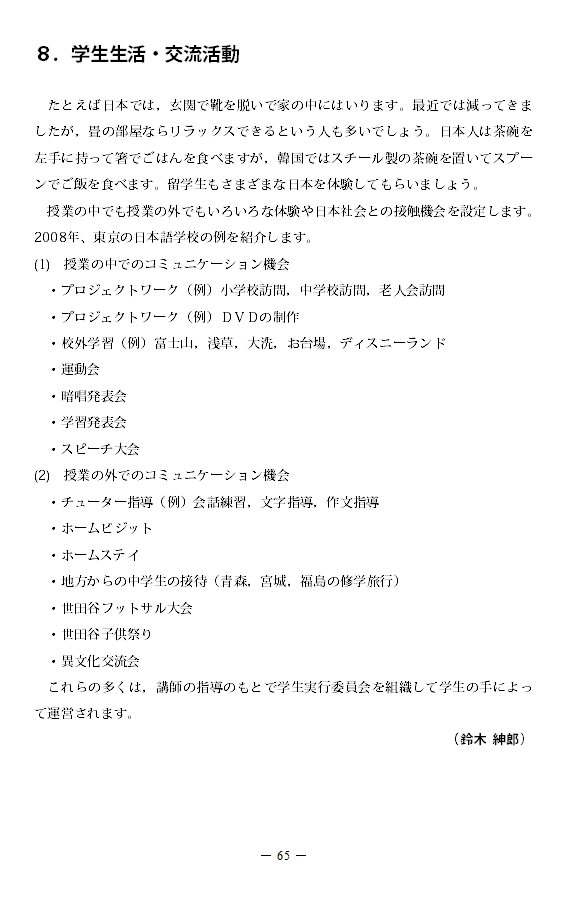 8．学生生活・交流活動
　たとえば日本では，玄関で靴を脱いで家の中にはいります。最近では減ってきま
したが，畳の部屋ならリラックスできるという人も多いでしょう。日本人は茶碗を
左手に持って箸でごはんを食べますが，韓国ではスチール製の茶碗を置いてスプー
ンでご飯を食べます。留学生もさまざまな日本を体験してもらいましょう。
　授業の中でも授業の外でもいろいろな体験や日本社会との接触機会を設定します。
2008年、東京の日本語学校の例を紹介します。
(1)　授業の中でのコミュニケーション機会
・プロジェクトワーク（例）小学校訪問，中学校訪問，老人会訪問
・プロジェクトワーク（例）ＤＶＤの制作
・校外学習（例）富士山，浅草，大洗，お台場，ディスニーランド
・運動会
・暗唱発表会
・学習発表会
・スピーチ大会
(2)　授業の外でのコミュニケーション機会
・チューター指導（例）会話練習，文字指導，作文指導
・ホームビジット
・ホームステイ
・地方からの中学生の接待（青森，宮城，福島の修学旅行）
・世田谷フットサル大会
・世田谷子供祭り
・異文化交流会
　これらの多くは，講師の指導のもとで学生実行委員会を組織して学生の手によっ
て運営されます。
（鈴木 紳郎）
— 65 —